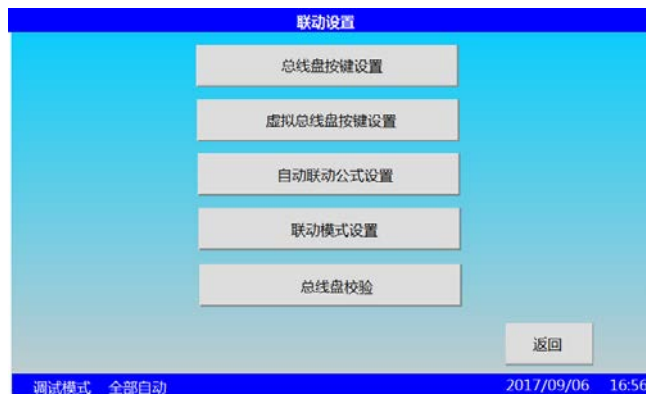 联动设置
总线盘按键设置
虚拟总线盘按键设置
自动联动公式设置
联动模式设置
总线盘校验
返回
调试模式 全部自动 2017/09/06 16:56